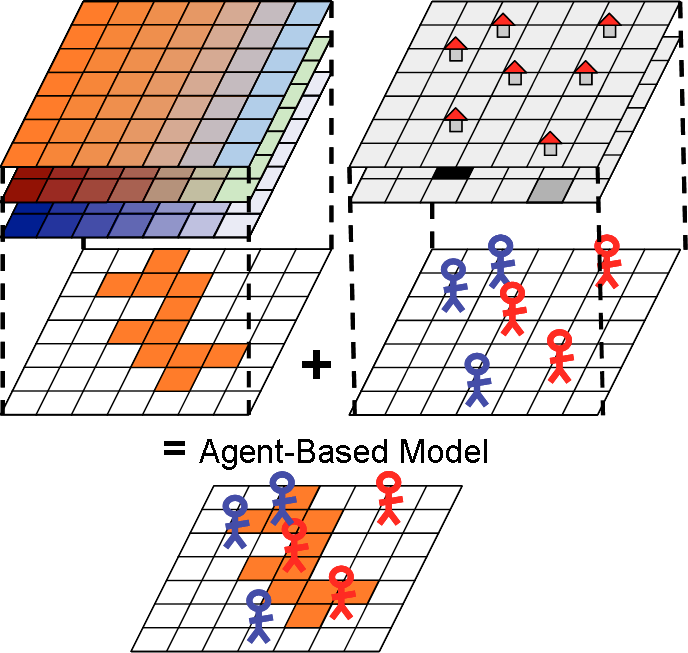 +
= Agent-Based Model